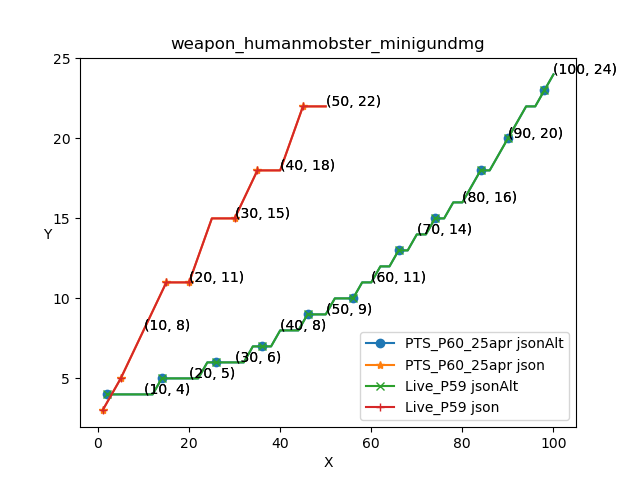 weapon_humanmobster_minigundmg
25
(100, 24)
(50, 22)
20
(90, 20)
(40, 18)
(80, 16)
15
(30, 15)
Y
(70, 14)
(20, 11)
(60, 11)
10
(50, 9)
(10, 8)
(40, 8)
(30, 6)
5
(20, 5)
(10, 4)
PTS_P60_25apr jsonAlt
PTS_P60_25apr json
Live_P59 jsonAlt
Live_P59 json
0 20 40 60 80 100
X